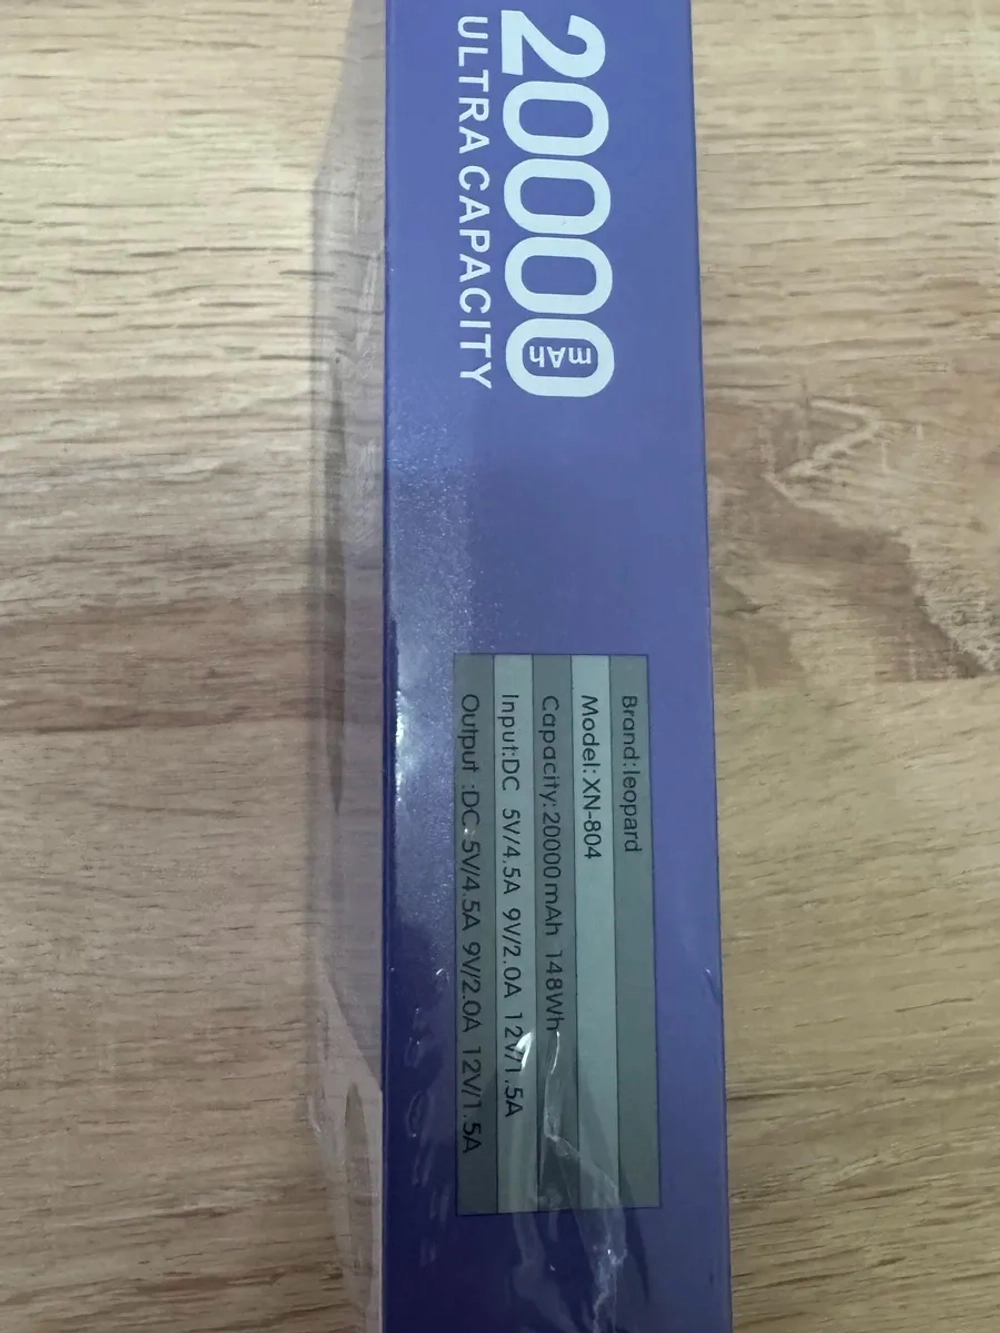 20000mAh
ULTRA CAPACITY
Brand:leopard
Model: XN-804
Capacity: 20000mAh 148Wh
Input:DC 5V/4.5A 9V/2.0A 12V/1.5A
Output :DC 5V/4.5A 9V/2.0A 12V/1.5A